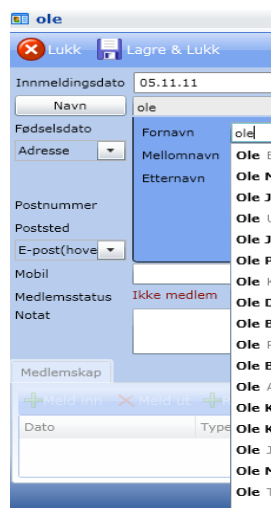 ole
Lukk Lagre & Lukk
Innmeldingsdato 05.11.11
Navn ole
Fødselsdato
Fornavn ole
Adresse
Mellomnavn
Etternavn
Postnummer
Poststed
E-post(hove
Mobil
Medlemsstatus Ikke medlem
Notat
Ole E
Ole M
Ole J
Ole U
Ole J
Ole P
Ole K
Ole D
Ole B
Ole F
Ole B
Ole A
Ole K
Ole K
Ole J
Ole M
Ole T
Medlemskap
Meld Inn Meld Ut
Dato Type